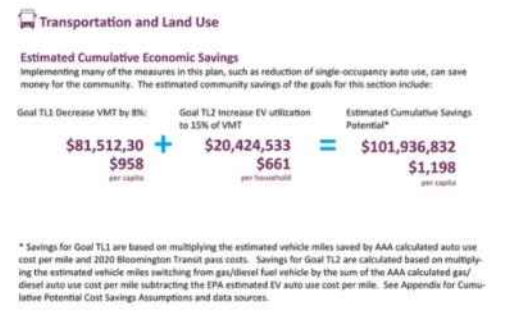 Transportation and Land Use
Estimated Cumulative Economic Savings
Implementing many of the measures in this plan, such as reduction of single-occupancy auto use, can save
money for the community. The estimated community savings of the goals for this section include:
Goal TL1 Decrease VMT by 8%:
Goal TL2 Increase EV utilization
to 15% of VMT
Estimated Cumulative Savings
Potential*
$81,512,30 + $20,424,533 = $101,936,832
$958
$661
$1,198
per capita
per household
per capita
* Savings for Goal TL1 are based on multiplying the estimated vehicle miles saved by AAA calculated auto use
cost per mile and 2020 Bloomington Transit pass costs. Savings for Goal TL2 are calculated based on multiply-
ing the estimated vehicle miles switching from gas/diesel fuel vehicle by the sum of the AAA calculated gas/
diesel auto use cost per mile subtracting the EPA estimated EV auto use cost per mile. See Appendix for Cumu-
lative Potential Cost Savings Assumptions and data sources.